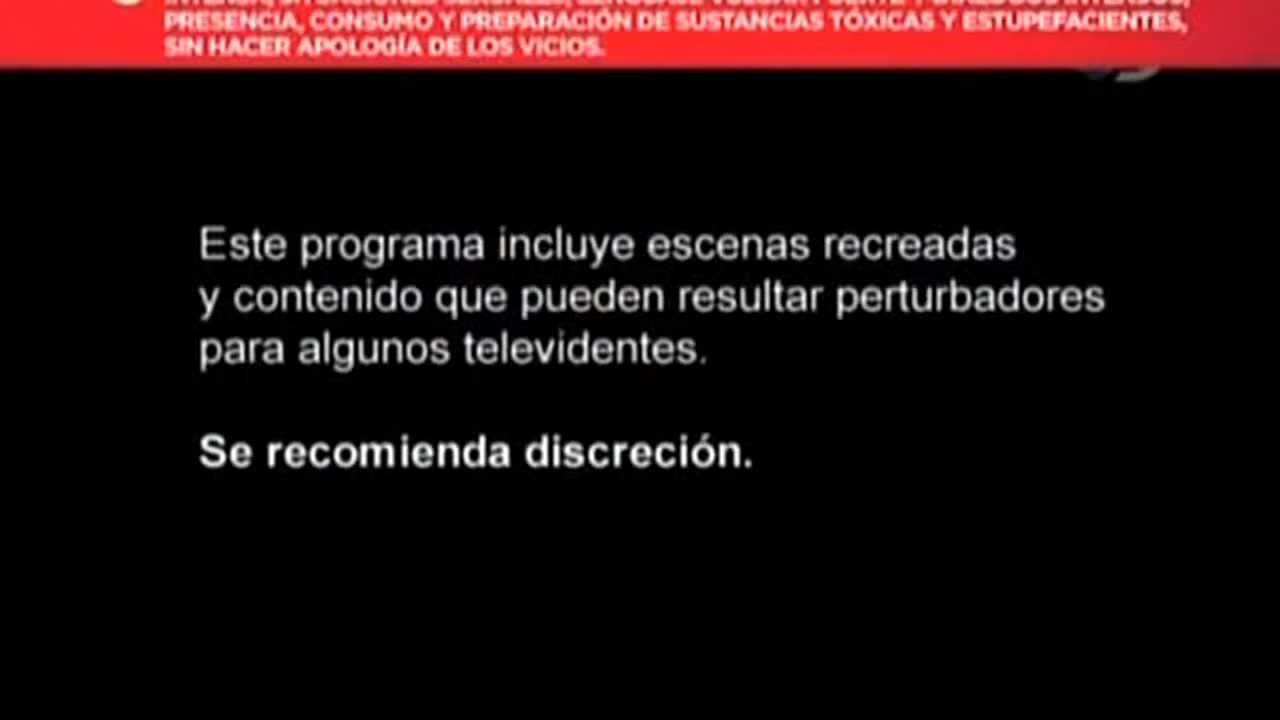 PRESENCIA, CONSUMO Y PREPARACIÓN DE SUSTANCIAS TÓXICAS Y ESTUPEFACIENTES,
SIN HACER APOLOGÍA DE LOS VICIOS.
Este programa incluye escenas recreadas
y contenido que pueden resultar perturbadores
para algunos televidentes.
Se recomienda discreción.